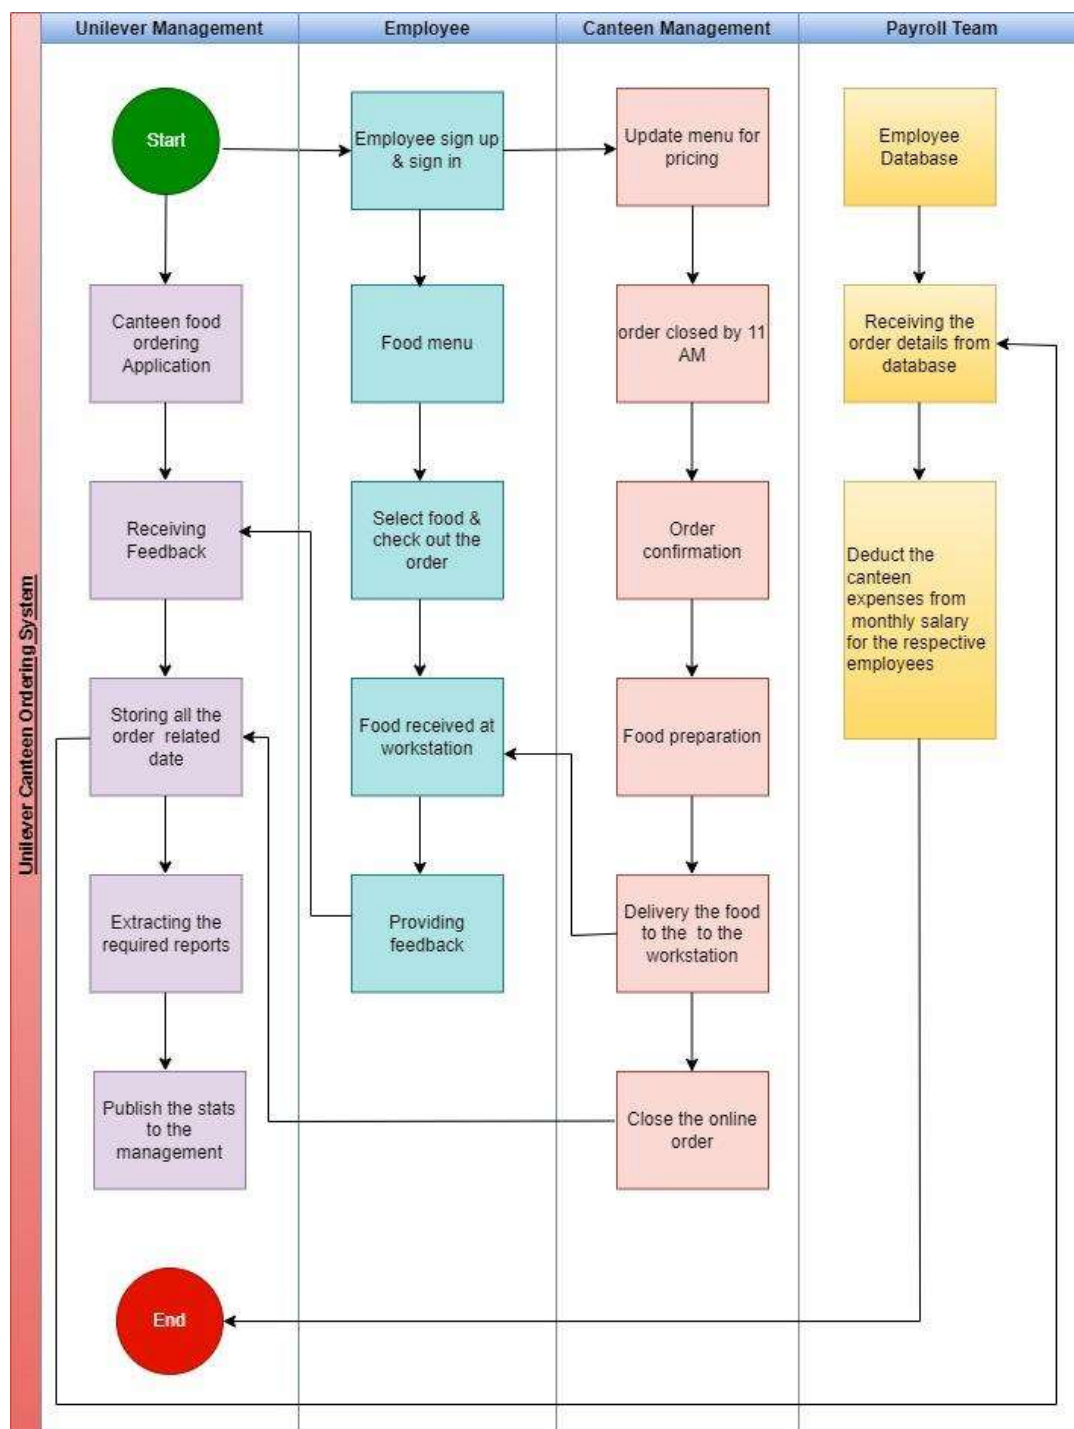 Unilever Canteen Ordering System
Unilever Management
Employee
Canteen Management
Payroll Team
Start
Employee sign up
& sign in
Update menu for
pricing
Employee
Database
Canteen food
ordering
Application
Food menu
order closed by 11
AM
Receiving the
order details from
database
Receiving
Feedback
Select food &
check out the
order
Order
confirmation
Deduct the
canteen
expenses from
monthly salary
for the respective
employees
Storing all the
order related
date
Food received at
workstation
Food preparation
Extracting the
required reports
Providing
feedback
Delivery the food
to the to the
workstation
Publish the stats
to the
management
Close the online
order
End